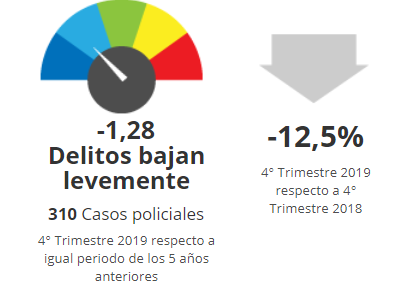 -1,28
Delitos bajan
levemente
310 Casos policiales
4° Trimestre 2019 respecto a
igual periodo de los 5 años
anteriores
-12,5%
4° Trimestre 2019
respecto a 4°
Trimestre 2018